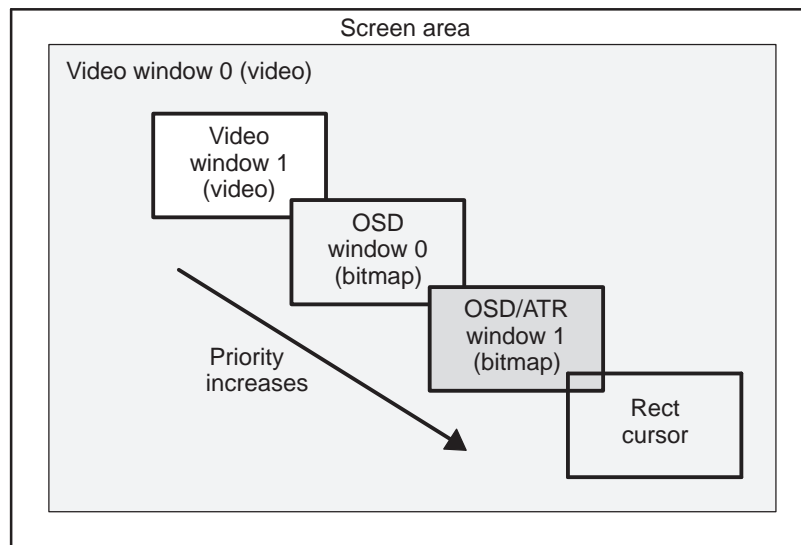 Screen area
Video window 0 (video)
Video
window 1
(video)
OSD
window 0
(bitmap)
OSD/ATR
window 1
(bitmap)
Priority
increases
Rect
cursor